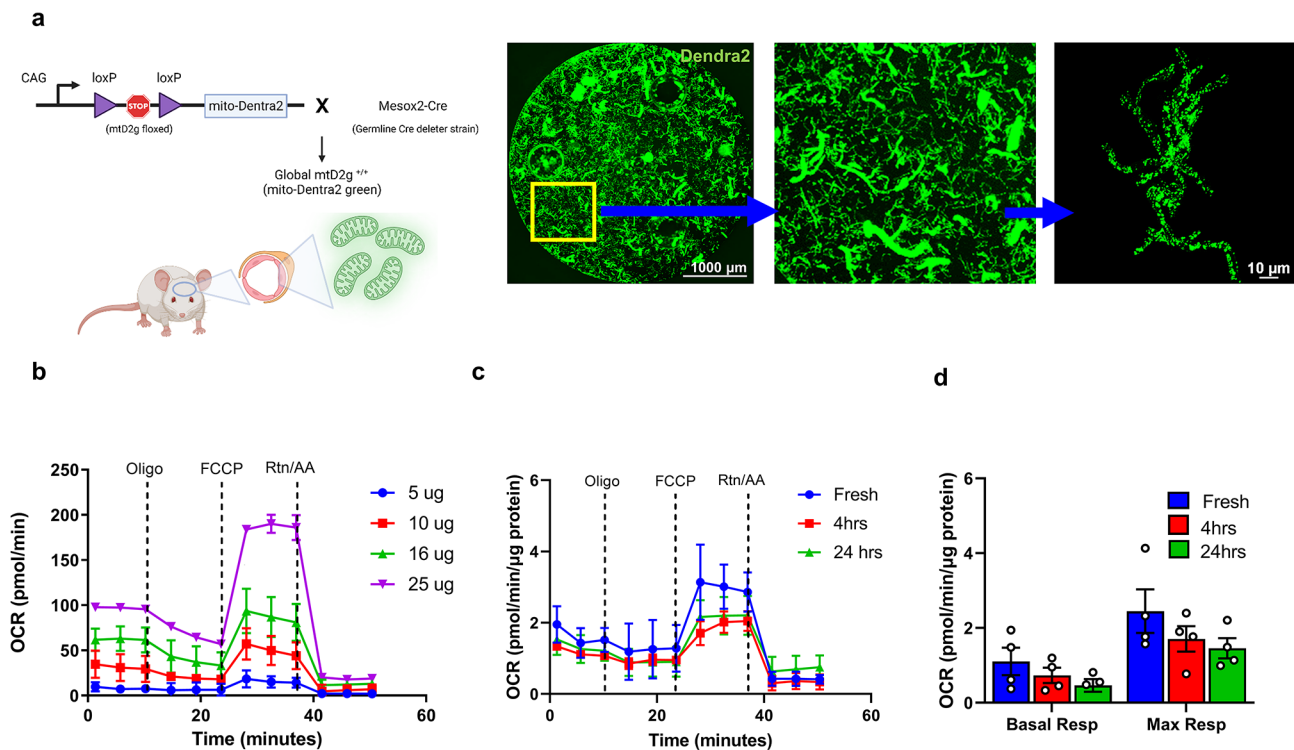 a
CAG
loxP
loxP
STOP
mito-Dentra2
X
Mesox2-Cre
(mtD2g floxed)
(Germline Cre deleter strain)
Global mtD2g +/+
(mito-Dentra2 green)
Dendra2
1000 µm
10 µm
b
OCR (pmol/min)
250
200
150
100
50
0
Oligo
FCCP
Rtn/AA
5 ug
10 ug
16 ug
25 ug
0
20
40
60
Time (minutes)
c
OCR (pmol/min/µg protein)
6
4
2
0
Oligo
FCCP
Rtn/AA
Fresh
4hrs
24 hrs
0
20
40
60
Time (minutes)
d
OCR (pmol/min/µg protein)
6
4
2
0
Fresh
4hrs
24hrs
Basal Resp
Max Resp